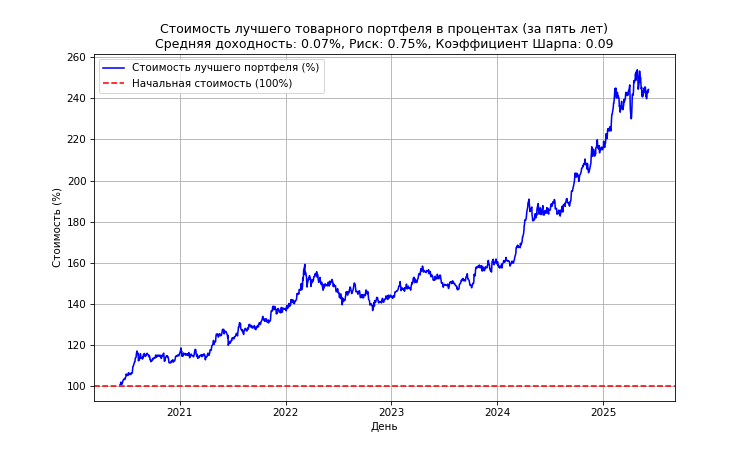 Стоимость лучшего товарного портфеля в процентах (за пять лет)
Средняя доходность: 0.07%, Риск: 0.75%, Коэффициент Шарпа: 0.09
Стоимость лучшего портфеля (%)
Начальная стоимость (100%)
Стоимость (%)
260
240
220
200
180
160
140
120
100
2021
2022
2023
2024
2025
День